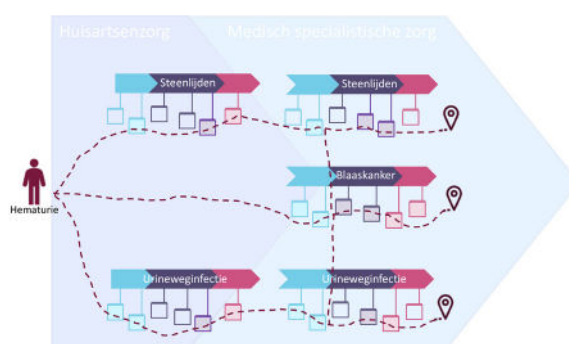 Huisartsenzorg
Medisch specialistische zorg
Steenlijden
Steenlijden
Blaaskanker
Hematurie
Urineweginfectie
Urineweginfectie